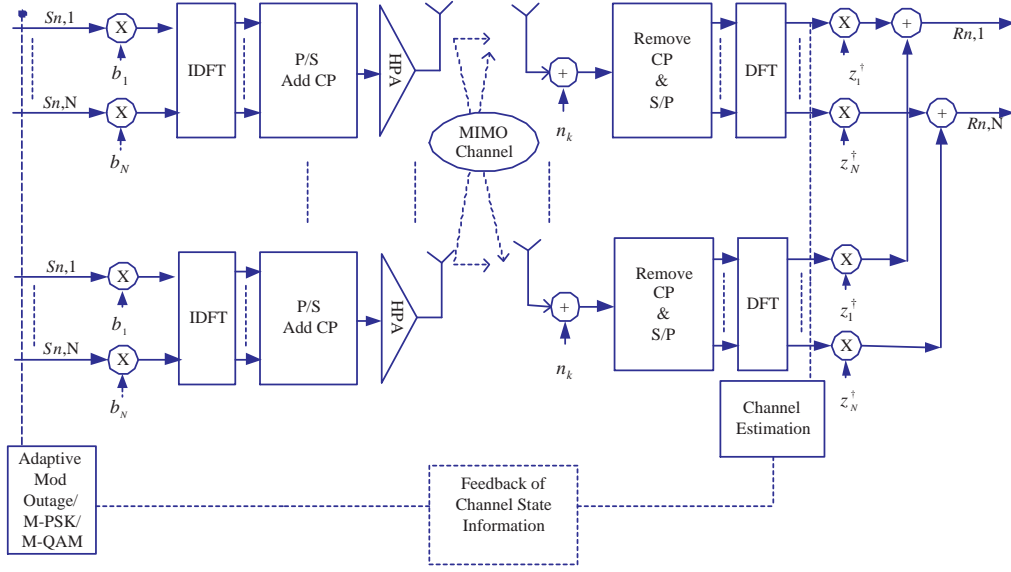 Sn,1
X
b1
IDFT
P/S
Add CP
HPA
Sn,N
X
bN
MIMO
Channel
+
nk
Remove
CP
&
S/P
DFT
X
z1†
+
Rn,1
X
zN†
+
Rn,N
Sn,1
X
b1
IDFT
P/S
Add CP
HPA
Sn,N
X
bN
+
nk
Remove
CP
&
S/P
DFT
X
z1†
X
zN†
Channel
Estimation
Adaptive
Mod
Outage/
M-PSK/
M-QAM
Feedback of
Channel State
Information